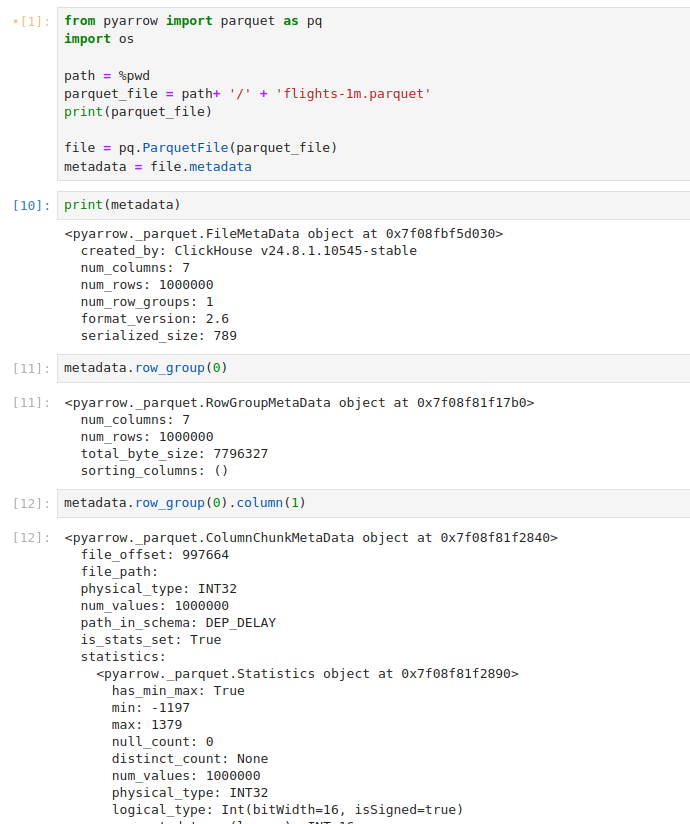 •[1]: from pyarrow import parquet as pq
import os
path = %pwd
parquet_file = path+ '/' + 'flights-1m.parquet'
print(parquet_file)
file = pq.ParquetFile(parquet_file)
metadata = file.metadata
[10]: print(metadata)
<pyarrow._parquet.FileMetaData object at 0x7f08fbf5d030>
created_by: ClickHouse v24.8.1.10545-stable
num_columns: 7
num_rows: 1000000
num_row_groups: 1
format_version: 2.6
serialized_size: 789
[11]: metadata.row_group(0)
[11]: <pyarrow._parquet.RowGroupMetaData object at 0x7f08f81f17b0>
num_columns: 7
num_rows: 1000000
total_byte_size: 7796327
sorting_columns: ()
[12]: metadata.row_group(0).column(1)
[12]: <pyarrow._parquet.ColumnChunkMetaData object at 0x7f08f81f2840>
file_offset: 997664
file_path:
physical_type: INT32
num_values: 1000000
path_in_schema: DEP_DELAY
is_stats_set: True
statistics:
<pyarrow._parquet.Statistics object at 0x7f08f81f2890>
has_min_max: True
min: -1197
max: 1379
null_count: 0
distinct_count: None
num_values: 1000000
physical_type: INT32
logical_type: Int(bitWidth=16, isSigned=true)